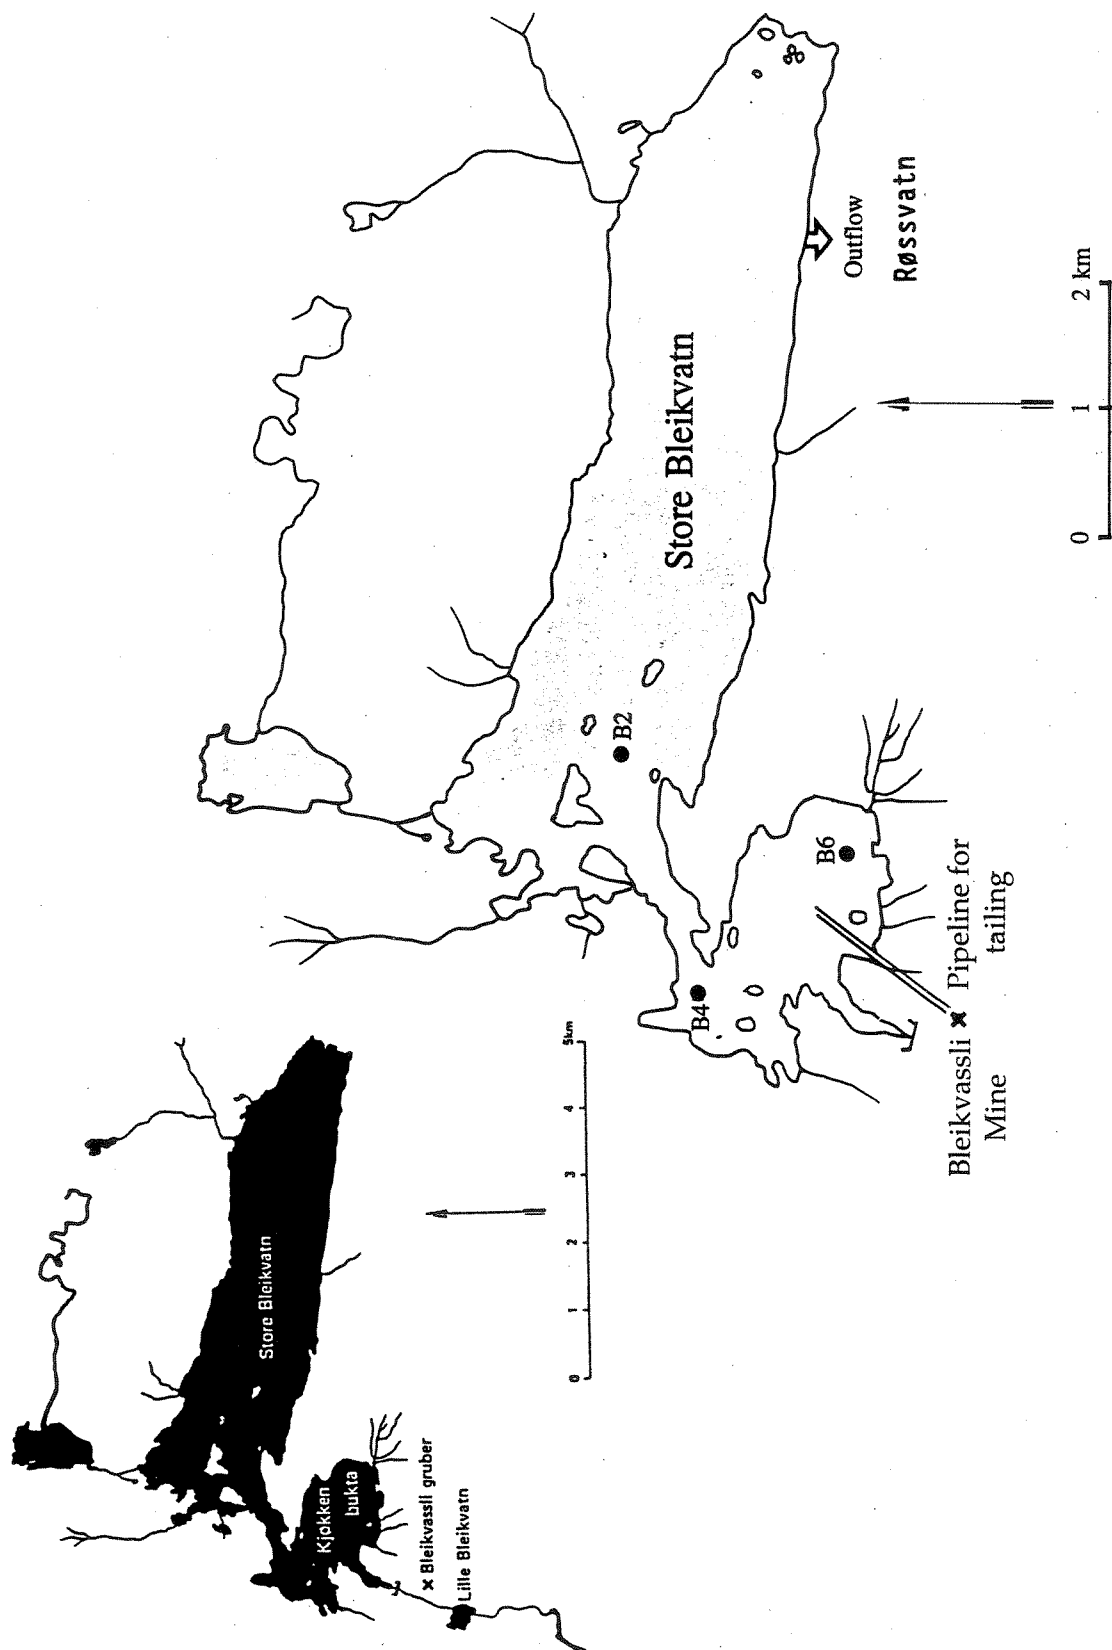 Store Bleikvatn
Kjøkken
bukta
x Bleikvassli gruber
Lille Bleikvatn
0
1
2
3
4
5km
Store Bleikvatn
Outflow
Røssvatn
B2
B4
B6
Bleikvassli x Pipeline for
Mine tailing
0
1
2 km